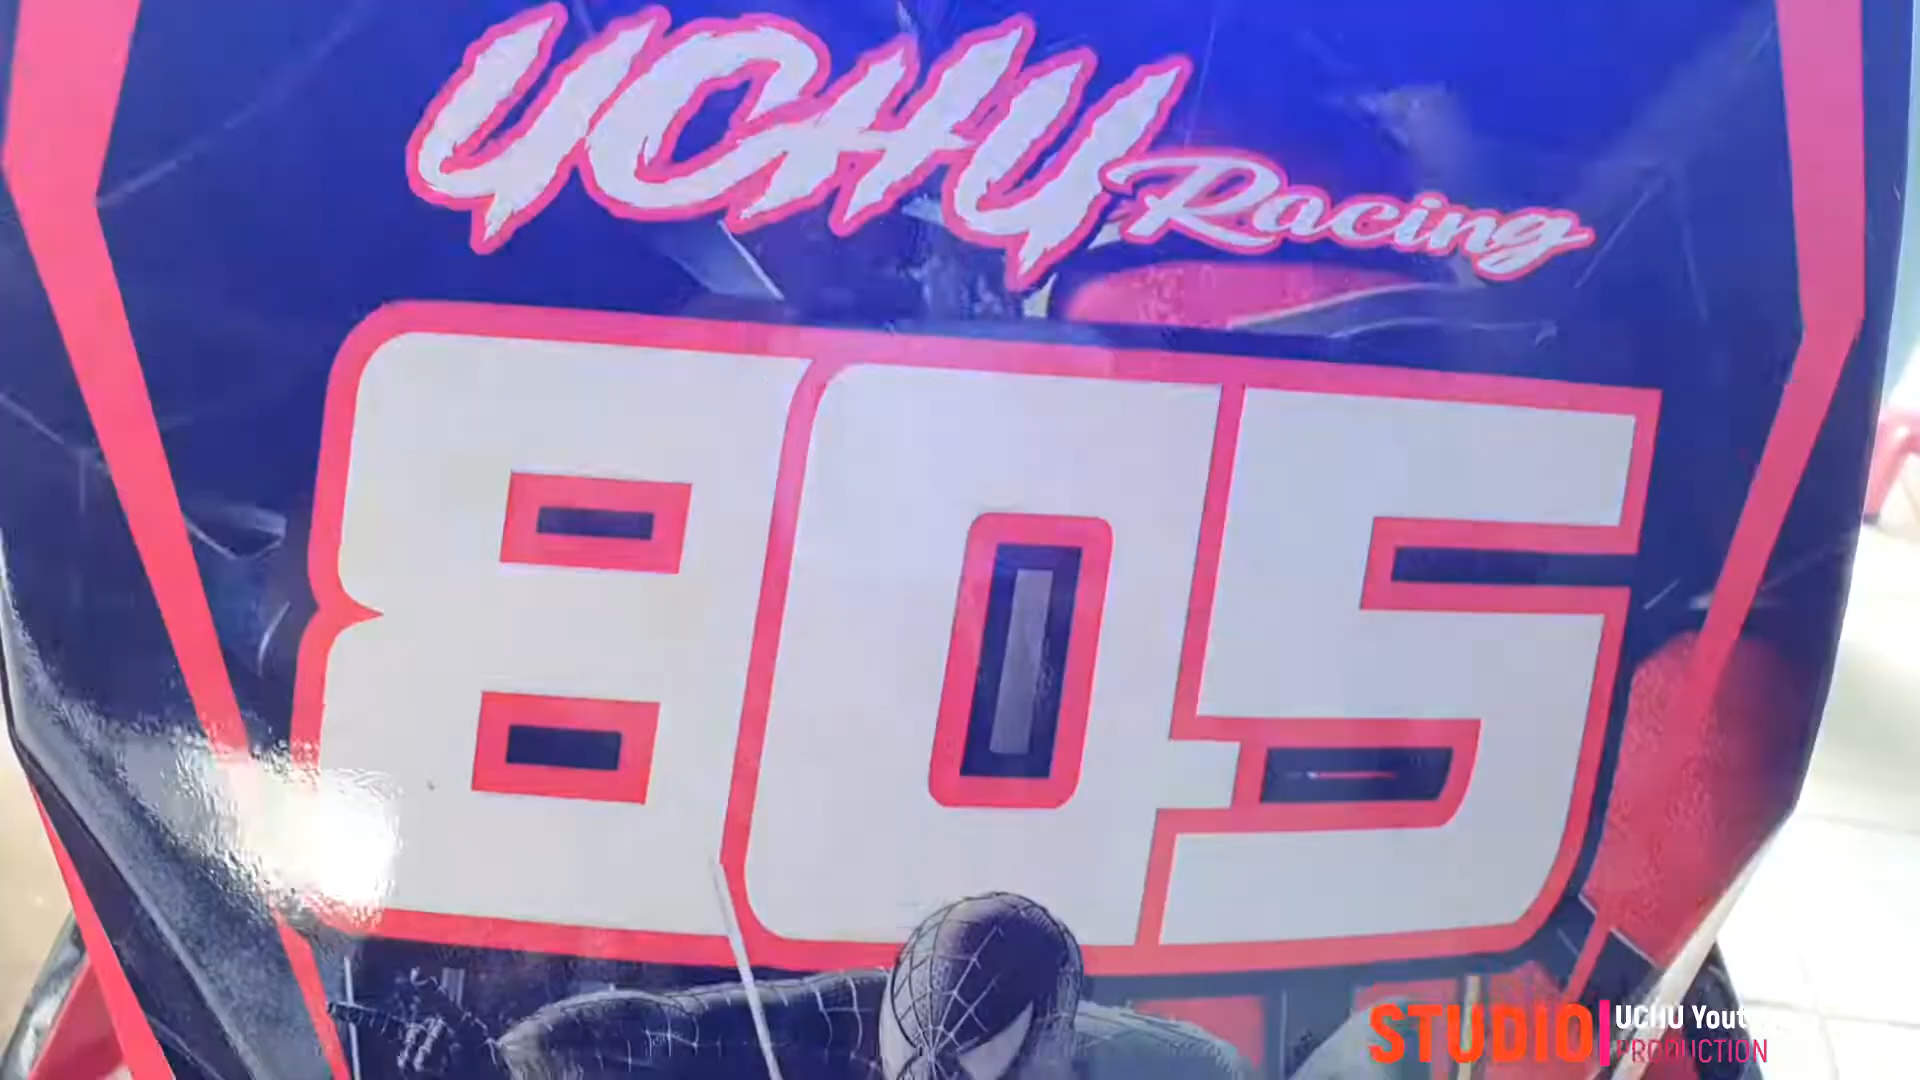 UCHU Racing
805
STUDIO
UCHU
PRODUCTION